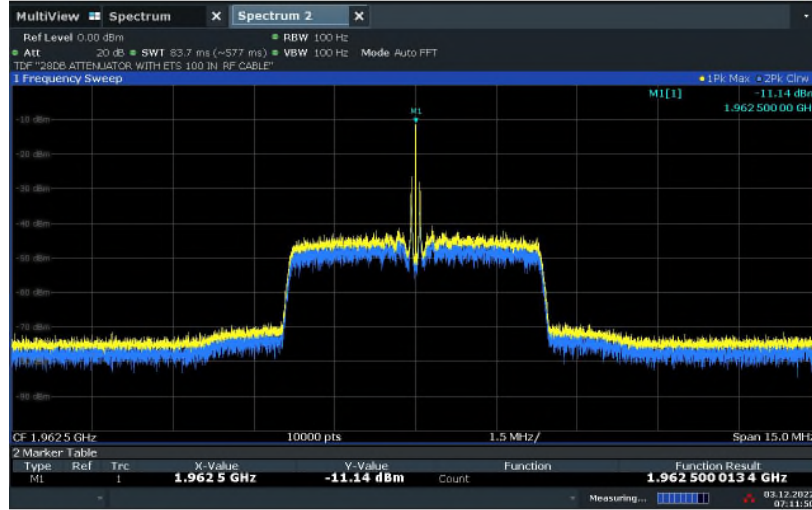 MultiView Spectrum X Spectrum 2 X
Ref Level 0.00 dBm RBW 100 Hz
Att 20 dB SWT 83.7 ms (~577 ms) VBW 100 Hz Mode Auto FFT
TDF "28DB ATTENUATOR WITH ETS 100 IN RF CABLE"
1 Frequency Sweep 1Pk Max 2Pk Clrw
M1[1] -11.14 dBm
1.962 500 00 GH
M1
-10 dBm
-20 dBm
-30 dBm
-40 dBm
-50 dBm
-60 dBm
-70 dBm
-90 dBm
CF 1.962 5 GHz 10000 pts 1.5 MHz/ Span 15.0 MHz
2 Marker Table
Type Ref Trc X-Value Y-Value Function Function Result
M1 1 1.962 5 GHz -11.14 dBm Count 1.962 500 013 4 GHz
Measuring... 03.12.2022
07:11:50